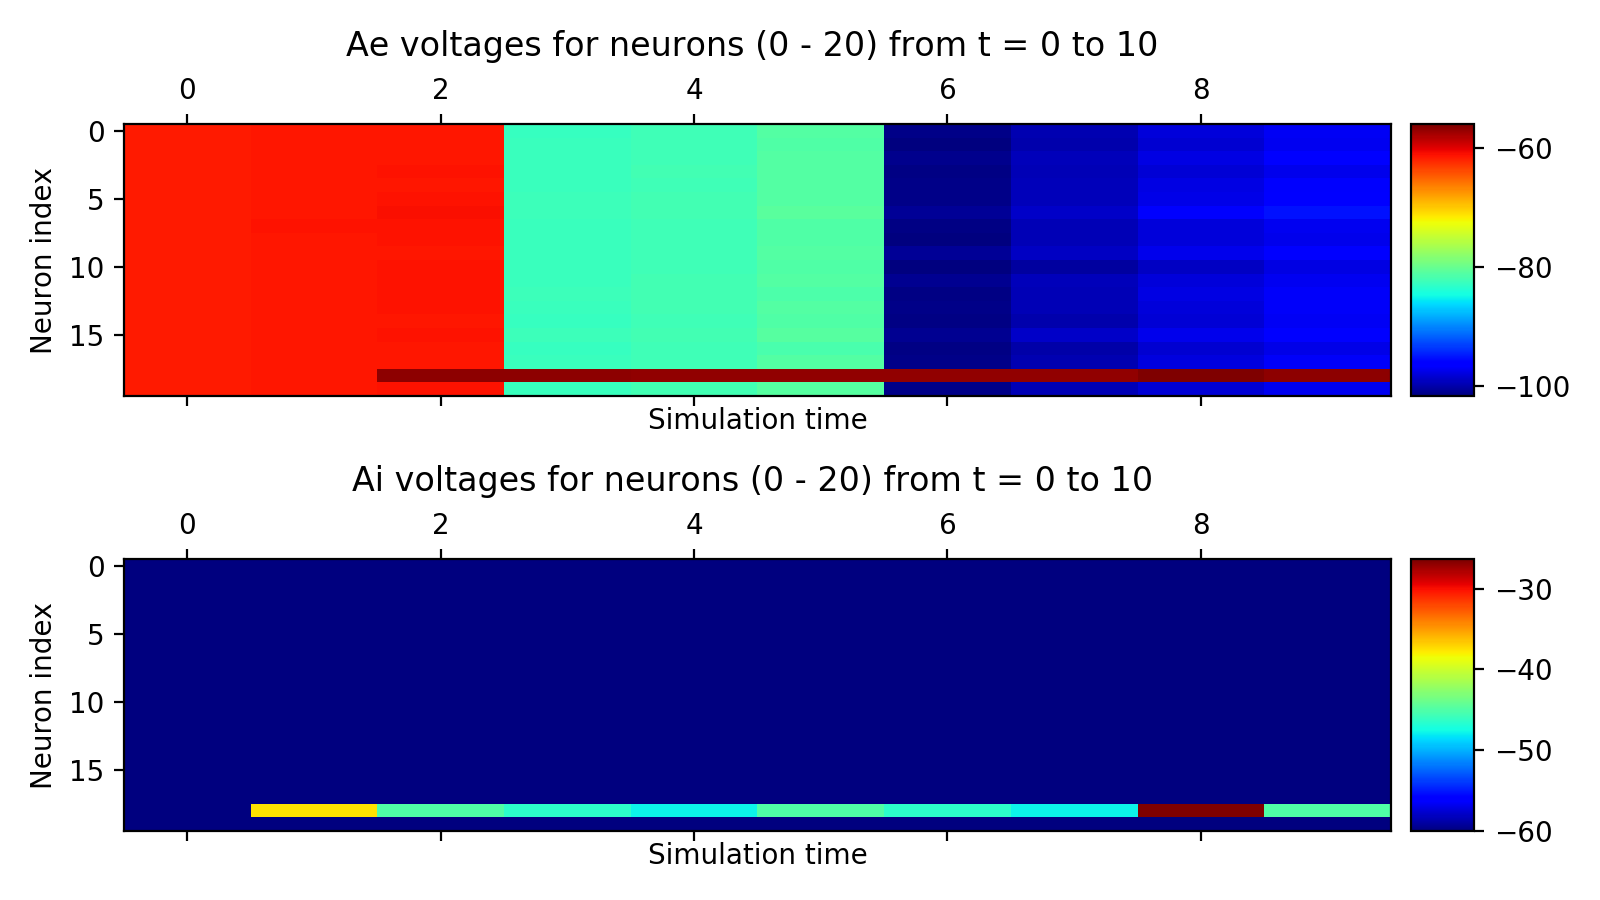 Ae voltages for neurons (0 - 20) from t = 0 to 10
0 2 4 6 8
Neuron index
0
5
10
15
−60
−80
−100
Simulation time
Ai voltages for neurons (0 - 20) from t = 0 to 10
0 2 4 6 8
Neuron index
0
5
10
15
−30
−40
−50
−60
Simulation time